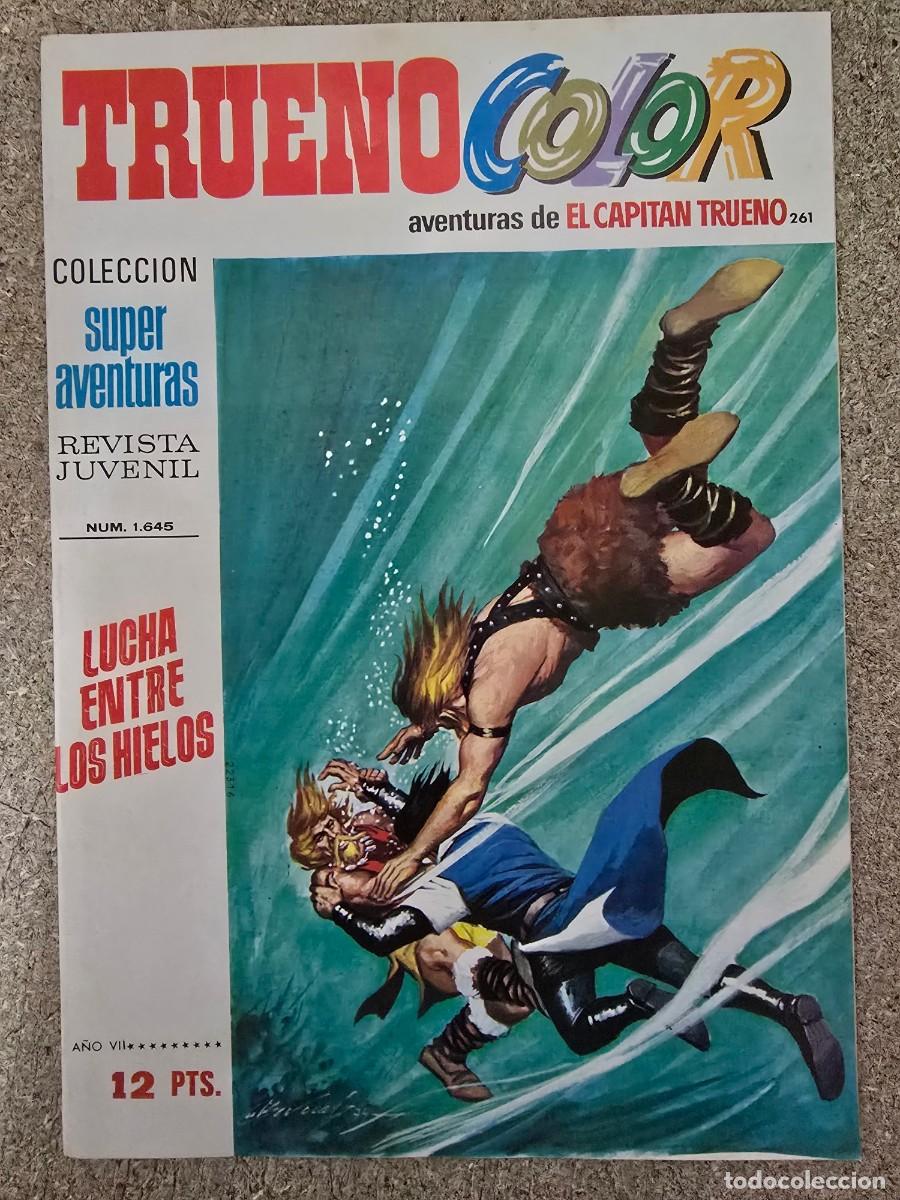 TRUENO COLOR
aventuras de EL CAPITAN TRUENO 261
COLECCION
super
aventuras
REVISTA
JUVENIL
NUM. 1.645
LUCHA
ENTRE
LOS HIELOS
22316
AÑO VII ★★★★★★★★★
12 PTS.
todocoleccion